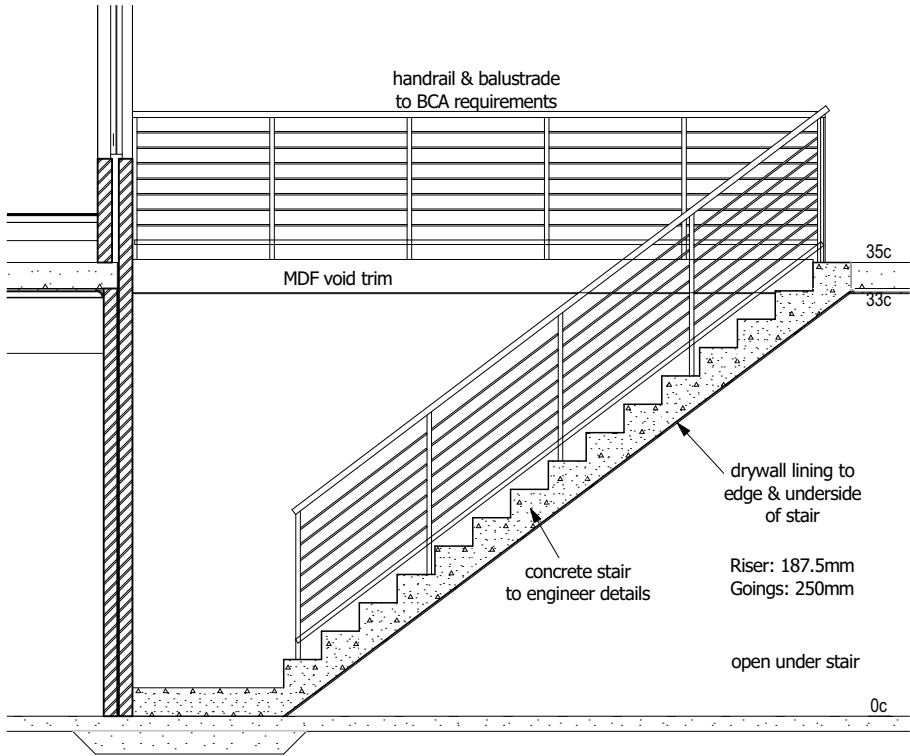 handrail & balustrade
to BCA requirements
35c
MDF void trim
33c
drywall lining to
edge & underside
of stair
concrete stair
to engineer details
Riser: 187.5mm
Goings: 250mm
open under stair
0c